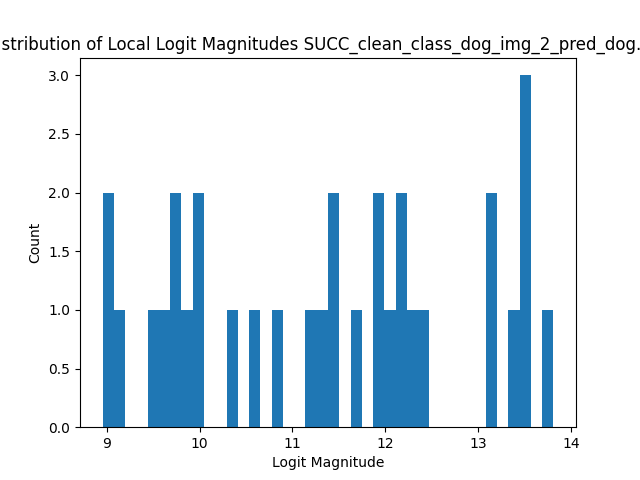 stribution of Local Logit Magnitudes SUCC_clean_class_dog_img_2_pred_dog.
3.0
2.5
2.0
1.5
1.0
0.5
0.0
Count
9 10 11 12 13 14
Logit Magnitude